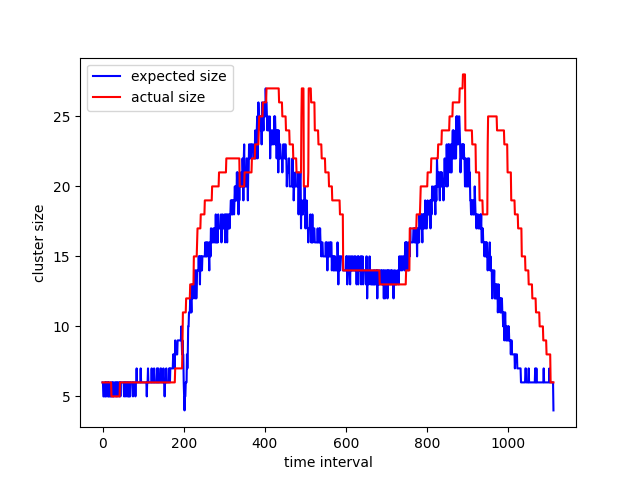 expected size
actual size
25
20
15
10
5
cluster size
0 200 400 600 800 1000
time interval